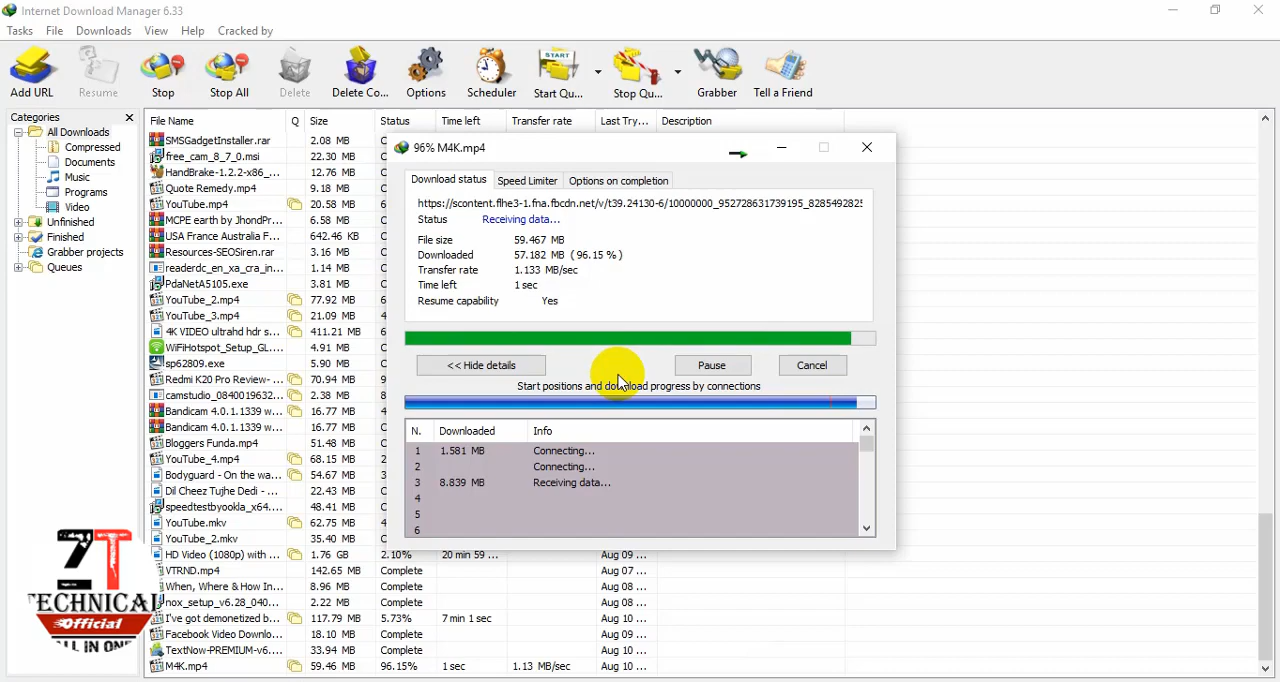 Internet Download Manager 6.33
Tasks File Downloads View Help Cracked by
Add URL Resume Stop Stop All Delete Delete Co... Options Scheduler Start Qu... Stop Qu... Grabber Tell a Friend
Categories
All Downloads
Compressed
Documents
Music
Programs
Video
Unfinished
Finished
Grabber projects
Queues
File Name Q Size Status Time left Transfer rate Last Try... Description
SMSGadgetInstaller.rar 2.08 MB
free_cam_8_7_0.msi 22.30 MB
HandBrake-1.2.2-x86_... 12.76 MB
Quote Remedy.mp4 9.18 MB
YouTube.mp4 20.58 MB
MCPE earth by JhondPr... 6.58 MB
USA France Australia F... 642.46 KB
Resources-SEOSiren.rar 3.16 MB
readerdc_en_xa_cra_in... 1.14 MB
PdaNetA5105.exe 3.81 MB
YouTube_2.mp4 77.92 MB
YouTube_3.mp4 21.09 MB
4K VIDEO ultrahd hdr s... 411.21 MB
WiFiHotspot_Setup_GL... 
sp62809.exe 5.90 MB
Redmi K20 Pro Review-... 70.94 MB
camstudio_0840019632... 2.38 MB
Bandicam 4.0.1.1339 w... 16.77 MB
Bandicam 4.0.1.1339 w... 16.77 MB
Bloggers Funda.mp4 51.48 MB
YouTube_4.mp4 68.15 MB
Bodyguard - On the wa... 54.67 MB
Dil Cheez Tujhe Dedi - ... 22.43 MB
speedtestbyookla_x64.... 48.41 MB
YouTube.mkv 62.75 MB
YouTube_2.mkv 35.40 MB
HD Video (1080p) with ... 1.76 GB 2.10% 20 min 59 ... Aug 09 ...
VTRND.mp4 142.65 MB Complete Aug 07 ...
When, Where & How In... 8.96 MB Complete Aug 08 ...
nox_setup_v6.28_040... 2.22 MB Complete Aug 08 ...
I've got demonetized b... 117.79 MB 5.73% 7 min 1 sec Aug 10 ...
Facebook Video Downlo... 18.10 MB Complete Aug 09 ...
TextNow-PREMIUM-v6.... 33.94 MB Complete Aug 10 ...
M4K.mp4 59.46 MB 96.15% 1 sec 1.13 MB/sec Aug 10 ...
96% M4K.mp4
Download status Speed Limiter Options on completion
https://scontent.flhe3-1.fna.fbcdn.net/v/t39.24130-6/10000000_952728631739195_8285492825
Status Receiving data...
File size 59.467 MB
Downloaded 57.182 MB ( 96.15 % )
Transfer rate 1.133 MB/sec
Time left 1 sec
Resume capability Yes
<< Hide details Pause Cancel
Start positions and download progress by connections
N. Downloaded Info
1 1.581 MB Connecting...
2 Connecting...
3 8.839 MB Receiving data...
4
5
6
ZT
TECHNICAL
Official
ALL IN ONE